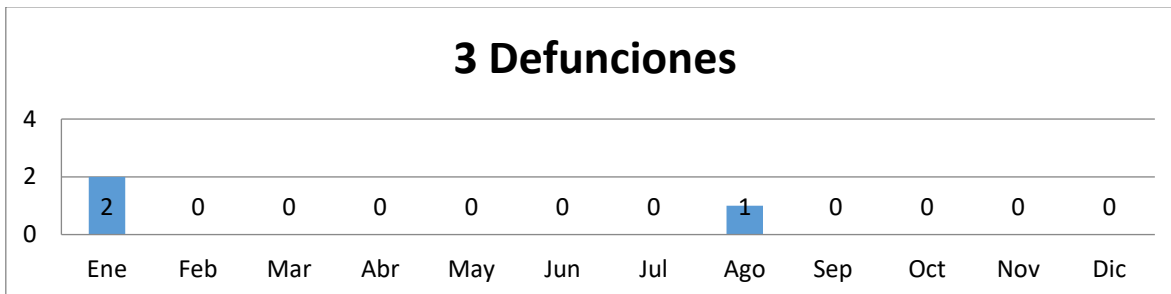 3 Defunciones
4
2
0
2 0 0 0 0 0 0 1 0 0 0 0
Ene Feb Mar Abr May Jun Jul Ago Sep Oct Nov Dic